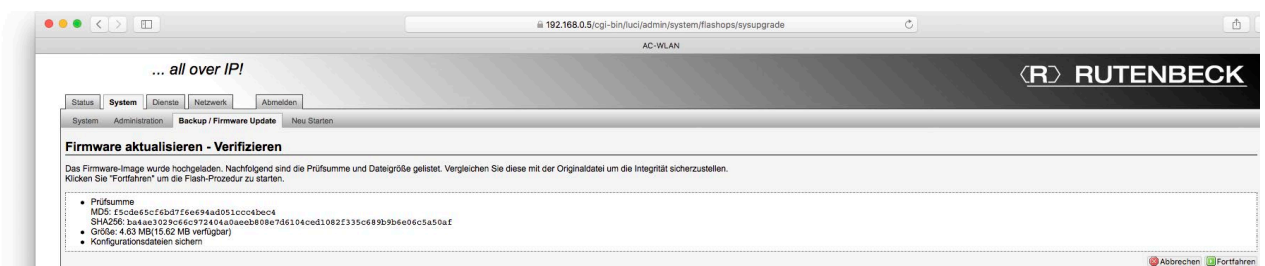 192.168.0.5/cgi-bin/luci/admin/system/flashops/sysupgrade
AC-WLAN
... all over IP!
⟨R⟩ RUTENBECK
Status System Dienste Netzwerk Abmelden
System Administration Backup / Firmware Update Neu Starten
Firmware aktualisieren - Verifizieren
Das Firmware-Image wurde hochgeladen. Nachfolgend sind die Prüfsumme und Dateigröße gelistet. Vergleichen Sie diese mit der Originaldatei um die Integrität sicherzustellen.
Klicken Sie "Fortfahren" um die Flash-Prozedur zu starten.
• Prüfsumme
MD5: f5cde65cf6bd7f6e694ad051ccc4bec4
SHA256: ba4ae3029c66c972404a0aeeb808e7d6104ced1082f335c689b9b6e06c5a50af
• Größe: 4.63 MB(15.62 MB verfügbar)
• Konfigurationsdateien sichern
Abbrechen Fortfahren